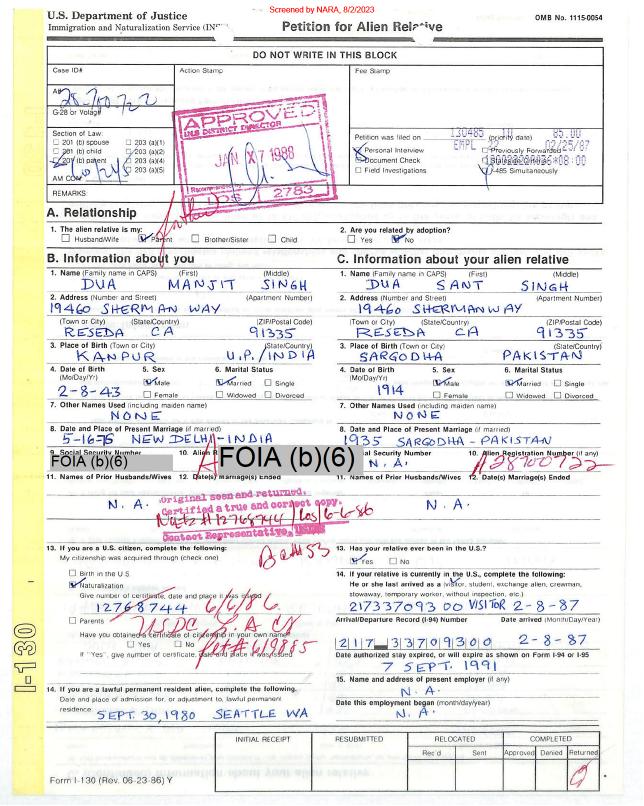 Screened by NARA, 8/2/2023
U.S. Department of Justice
OMB No. 1115-0054
Immigration and Naturalization Service (INS
Petition for Alien Relative
DO NOT WRITE IN THIS BLOCK
Case ID#
Action Stamp
Fee Stamp
A#
28-700-722
G-28 or Volag#
APPROVED
INS DISTRICT DIRECTOR
JAN 7 1988
LOS 2783
Section of Law:
201 (b) spouse 203 (a)(1)
201 (b) child 203 (a)(2)
201 (b) parent 203 (a)(4)
203 (a)(5)
AM CON
REMARKS:
Petition was filed on (priority date)
130485 85.00
EMPL 02/25/87
Personal Interview Previously Forwarded
Document Check
Field Investigations I-485 Simultaneously
A. Relationship
1. The alien relative is my:
Husband/Wife Parent Brother/Sister Child
2. Are you related by adoption?
Yes No
B. Information about you
1. Name (Family name in CAPS) (First) (Middle)
DUA MANJIT SINGH
2. Address (Number and Street) (Apartment Number)
19460 SHERMAN WAY
(Town or City) (State/Country) (ZIP/Postal Code)
RESEDA CA 91335
3. Place of Birth (Town or City) (State/Country)
KANPUR U.P./INDIA
4. Date of Birth (Mo/Day/Yr) 5. Sex 6. Marital Status
Male Married Single
2-8-43 Female Widowed Divorced
7. Other Names Used (including maiden name)
NONE
8. Date and Place of Present Marriage (if married)
5-16-75 NEW DELHI-INDIA
9. Social Security Number 10. Alien R
FOIA (b)(6) A FOIA (b)(6)
11. Names of Prior Husbands/Wives 12. Date(s) Marriage(s) Ended
N. A.
Original seen and returned.
Certified a true and correct copy.
Natz # 12768744 / Los / 6-6-86
Contact Representative,
13. If you are a U.S. citizen, complete the following:
My citizenship was acquired through (check one)
Birth in the U.S.
Naturalization
Give number of certificate, date and place it was issued
12768744 6/6/86
Parents USDC LA CA
Have you obtained a certificate of citizenship in your own name?
Yes No
Pet # 619885
If "Yes", give number of certificate, date and place it was issued
14. If you are a lawful permanent resident alien, complete the following:
Date and place of admission for, or adjustment to, lawful permanent
residence: SEPT. 30, 1980 SEATTLE WA
C. Information about your alien relative
1. Name (Family name in CAPS) (First) (Middle)
DUA SANT SINGH
2. Address (Number and Street) (Apartment Number)
19460 SHERMANWAY
(Town or City) (State/Country) (ZIP/Postal Code)
RESEDA CA 91335
3. Place of Birth (Town or City) (State/Country)
SARGODHA PAKISTAN
4. Date of Birth (Mo/Day/Yr) 5. Sex 6. Marital Status
Male Married Single
1914 Female Widowed Divorced
7. Other Names Used (including maiden name)
NONE
8. Date and Place of Present Marriage (if married)
1935 SARGODHA - PAKISTAN
ial Security Number 10. Alien Registration Number (if any)
N. A. A28700722
11. Names of Prior Husbands/Wives 12. Date(s) Marriage(s) Ended
N. A.
13. Has your relative ever been in the U.S.?
Yes No
14. If your relative is currently in the U.S., complete the following:
He or she last arrived as a (visitor, student, exchange alien, crewman,
stowaway, temporary worker, without inspection, etc.)
217337093 00 VISITOR 2-8-87
Arrival/Departure Record (I-94) Number Date arrived (Month/Day/Year)
217 33709300 2-8-87
Date authorized stay expired, or will expire as shown on Form I-94 or I-95
7 SEPT. 1991
15. Name and address of present employer (if any)
N. A.
Date this employment began (month/day/year)
N. A.
I-130
INITIAL RECEIPT RESUBMITTED RELOCATED COMPLETED
Rec'd Sent Approved Denied Returned
Form I-130 (Rev. 06-23-86) Y